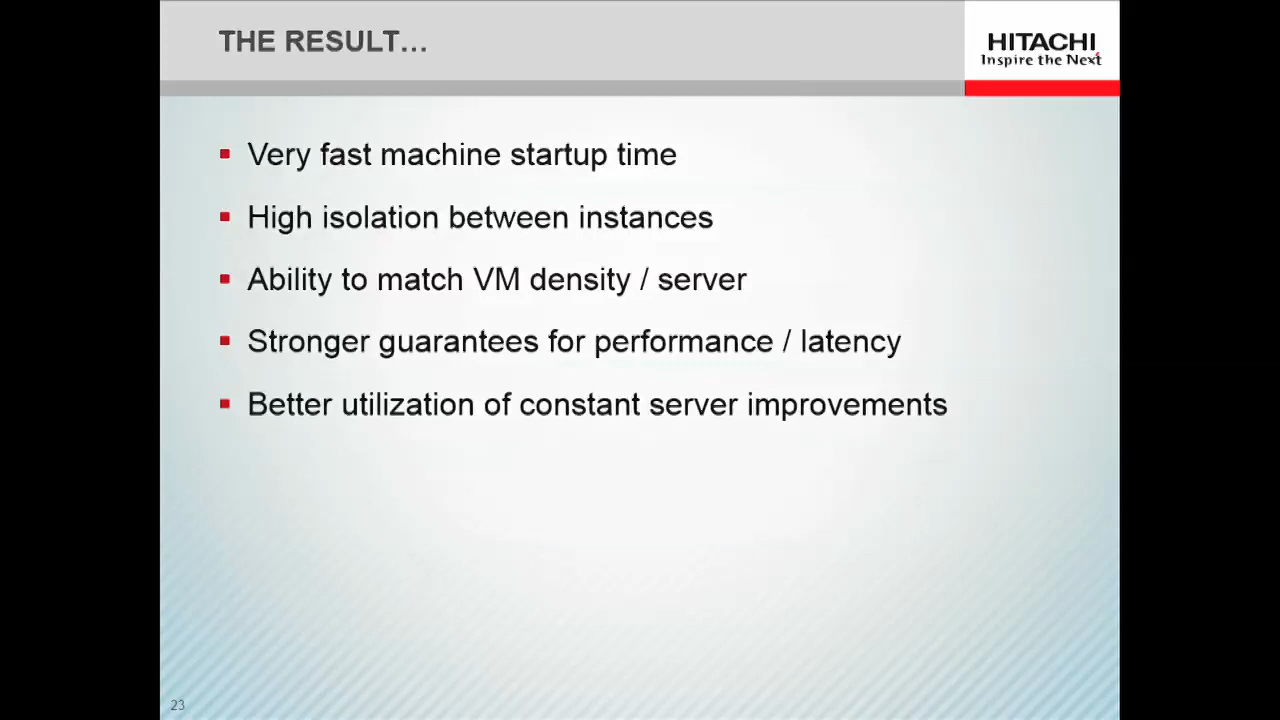 THE RESULT…
HITACHI
Inspire the Next
Very fast machine startup time
High isolation between instances
Ability to match VM density / server
Stronger guarantees for performance / latency
Better utilization of constant server improvements
23